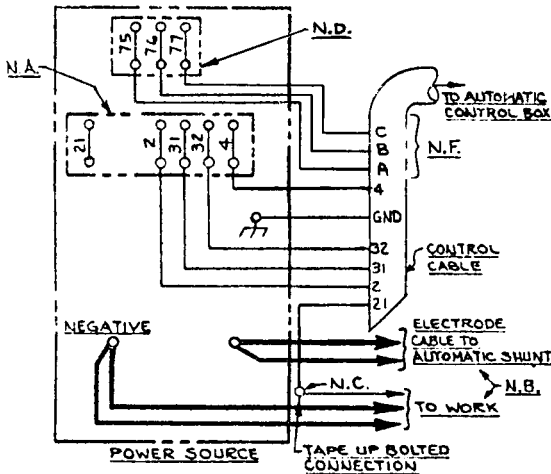 75 76 77
N.D.
N.A.
TO AUTOMATIC
CONTROL BOX
21 2 31 32 4
C
B
N.F.
A
4
GND
32
CONTROL
CABLE
31
2
21
NEGATIVE
ELECTRODE
CABLE TO
AUTOMATIC SHUNT
N.C.
N.B.
TO WORK
POWER SOURCE
TAPE UP BOLTED
CONNECTION